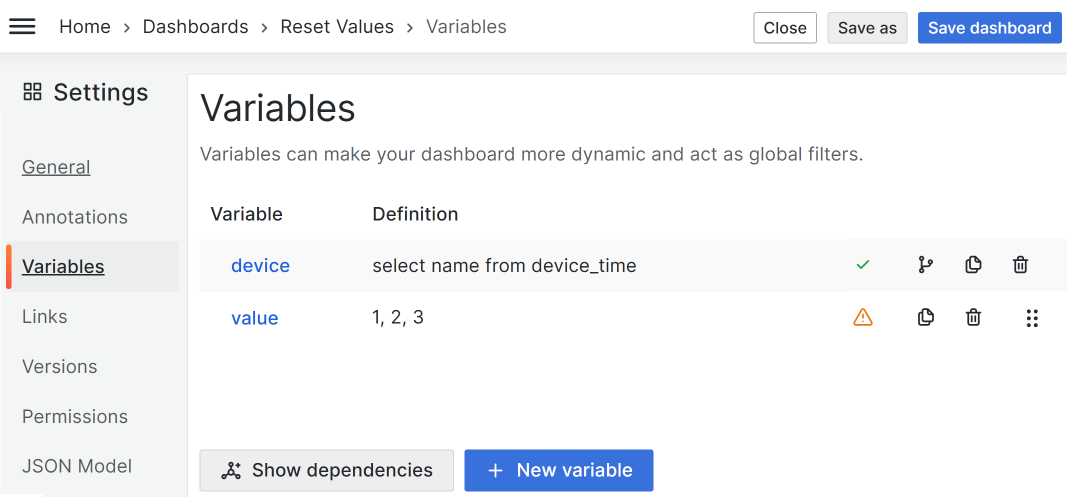 Home > Dashboards > Reset Values > Variables
Close
Save as
Save dashboard
Settings
General
Annotations
Variables
Links
Versions
Permissions
JSON Model
Variables
Variables can make your dashboard more dynamic and act as global filters.
Variable Definition
device select name from device_time
value 1, 2, 3
Show dependencies
+ New variable